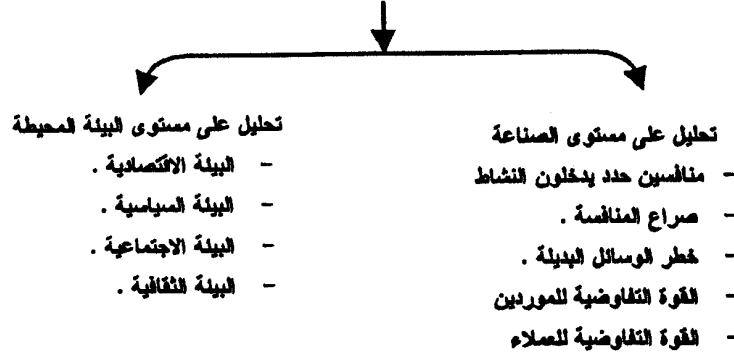 تحليل على مستوى الصناعة
- منافسين حدد يدخلون النشاط
- صراع المنافسة .
- خطر الوسائل البديلة .
- القوة التفاوضية للموردين
- القوة التفاوضية للعملاء
تحليل على مستوى البيئة المحيطة
- البيئة الاقتصادية .
- البيئة السياسية .
- البيئة الاجتماعية .
- البيئة الثقافية .